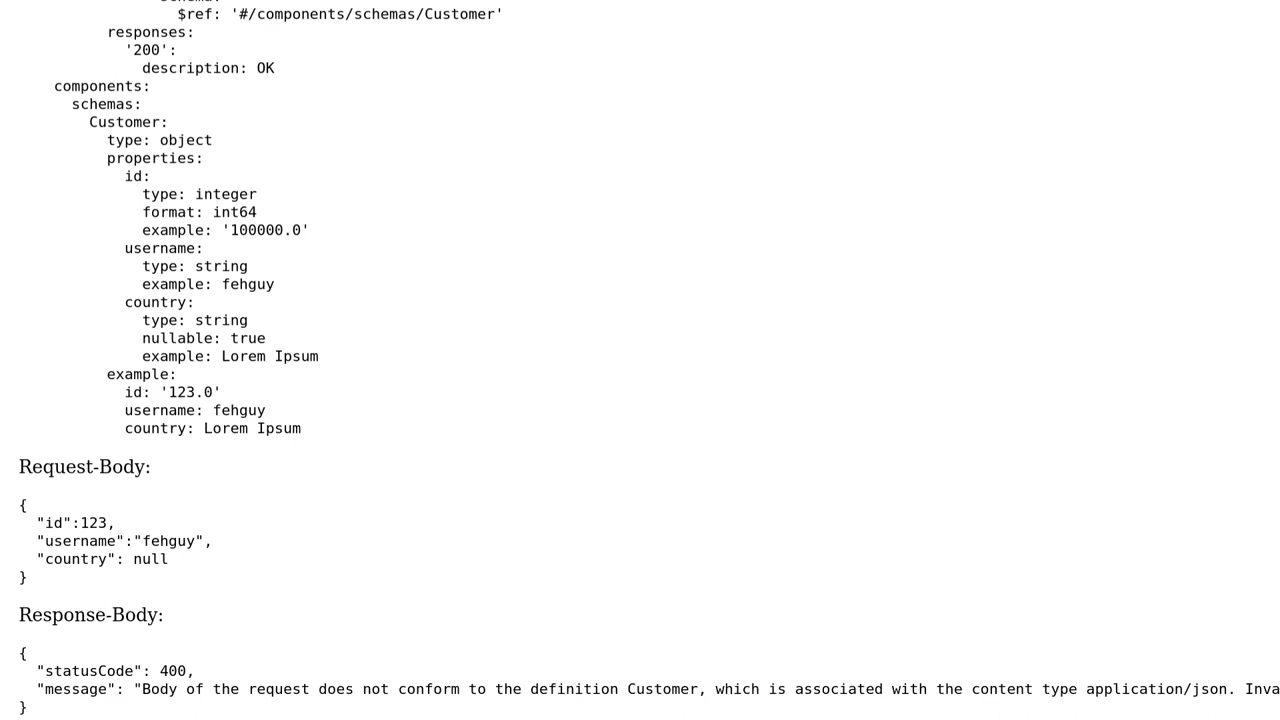 $ref: '#/components/schemas/Customer'
responses:
'200':
description: OK
components:
schemas:
Customer:
type: object
properties:
id:
type: integer
format: int64
example: '100000.0'
username:
type: string
example: fehguy
country:
type: string
nullable: true
example: Lorem Ipsum
example:
id: '123.0'
username: fehguy
country: Lorem Ipsum
Request-Body:
{
"id":123,
"username":"fehguy",
"country": null
}
Response-Body:
{
"statusCode": 400,
"message": "Body of the request does not conform to the definition Customer, which is associated with the content type application/json. Inva
}